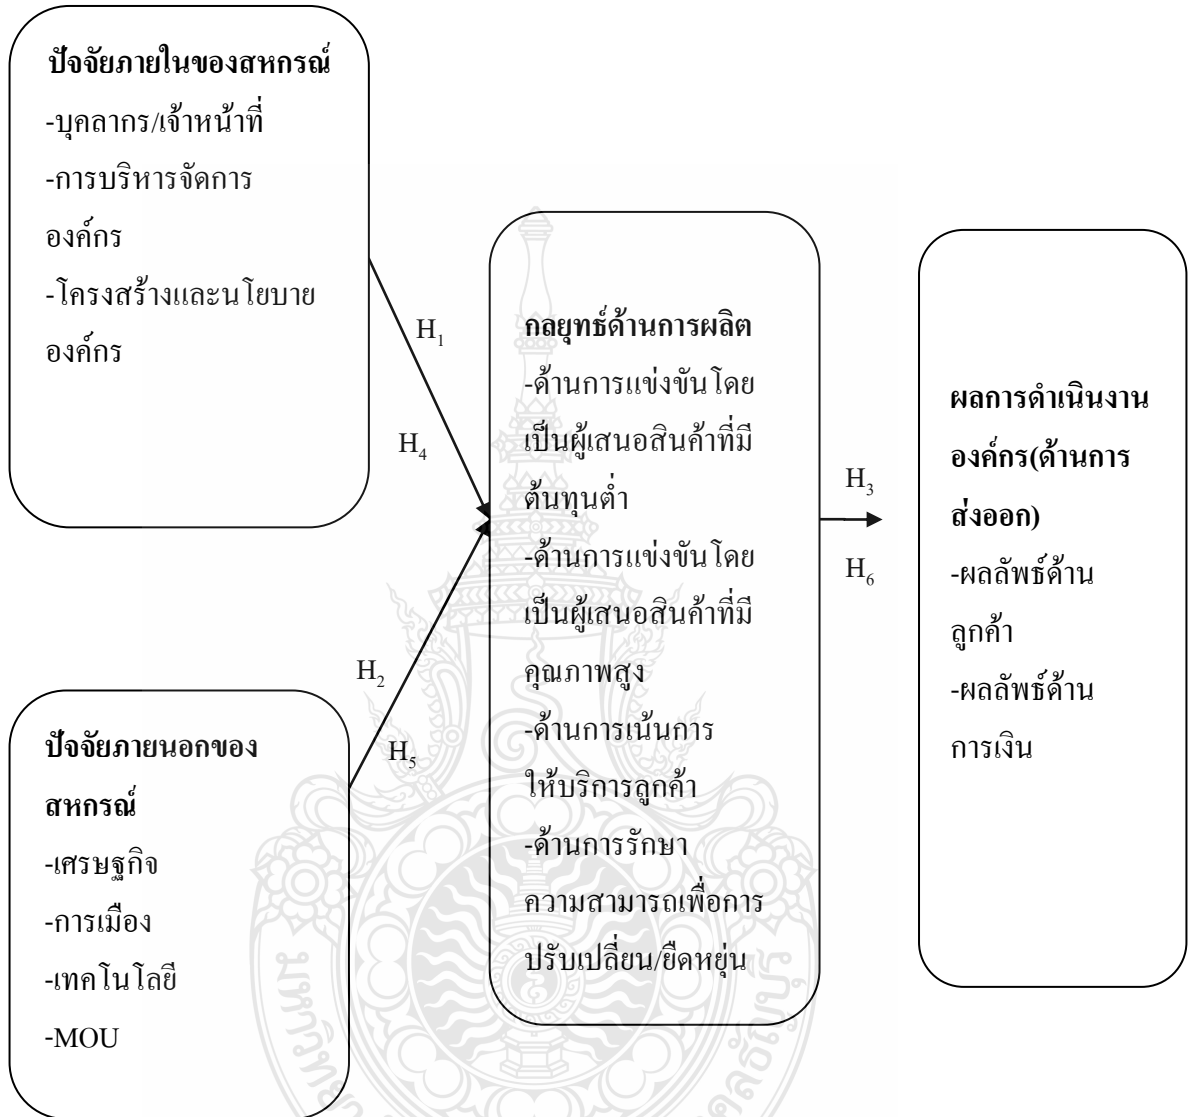 ปัจจัยภายในของสหกรณ์
-บุคลากร/เจ้าหน้าที่
-การบริหารจัดการ
องค์กร
-โครงสร้างและนโยบาย
องค์กร
H₁
H₄
ปัจจัยภายนอกของ
สหกรณ์
-เศรษฐกิจ
-การเมือง
-เทคโนโลยี
-MOU
H₂
H₅
กลยุทธ์ด้านการผลิต
-ด้านการแข่งขันโดย
เป็นผู้เสนอสินค้าที่มี
ต้นทุนต่ำ
-ด้านการแข่งขันโดย
เป็นผู้เสนอสินค้าที่มี
คุณภาพสูง
-ด้านการเน้นการ
ให้บริการลูกค้า
-ด้านการรักษา
ความสามารถเพื่อการ
ปรับเปลี่ยน/ยืดหยุ่น
H₃
H₆
ผลการดำเนินงาน
องค์กร(ด้านการ
ส่งออก)
-ผลลัพธ์ด้าน
ลูกค้า
-ผลลัพธ์ด้าน
การเงิน